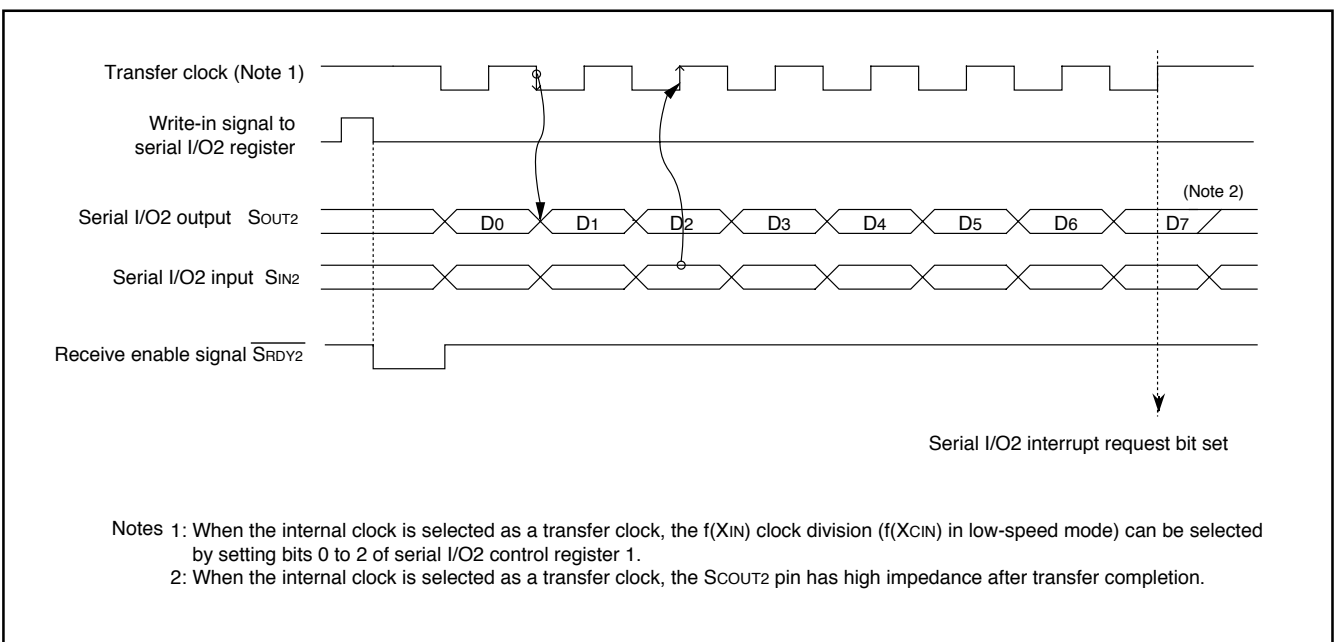 Transfer clock (Note 1)
Write-in signal to
serial I/O2 register
(Note 2)
Serial I/O2 output SOUT2
D0 D1 D2 D3 D4 D5 D6 D7
Serial I/O2 input SIN2
Receive enable signal SRDY2
Serial I/O2 interrupt request bit set
Notes 1: When the internal clock is selected as a transfer clock, the f(XIN) clock division (f(XCIN) in low-speed mode) can be selected
by setting bits 0 to 2 of serial I/O2 control register 1.
2: When the internal clock is selected as a transfer clock, the SCOUT2 pin has high impedance after transfer completion.